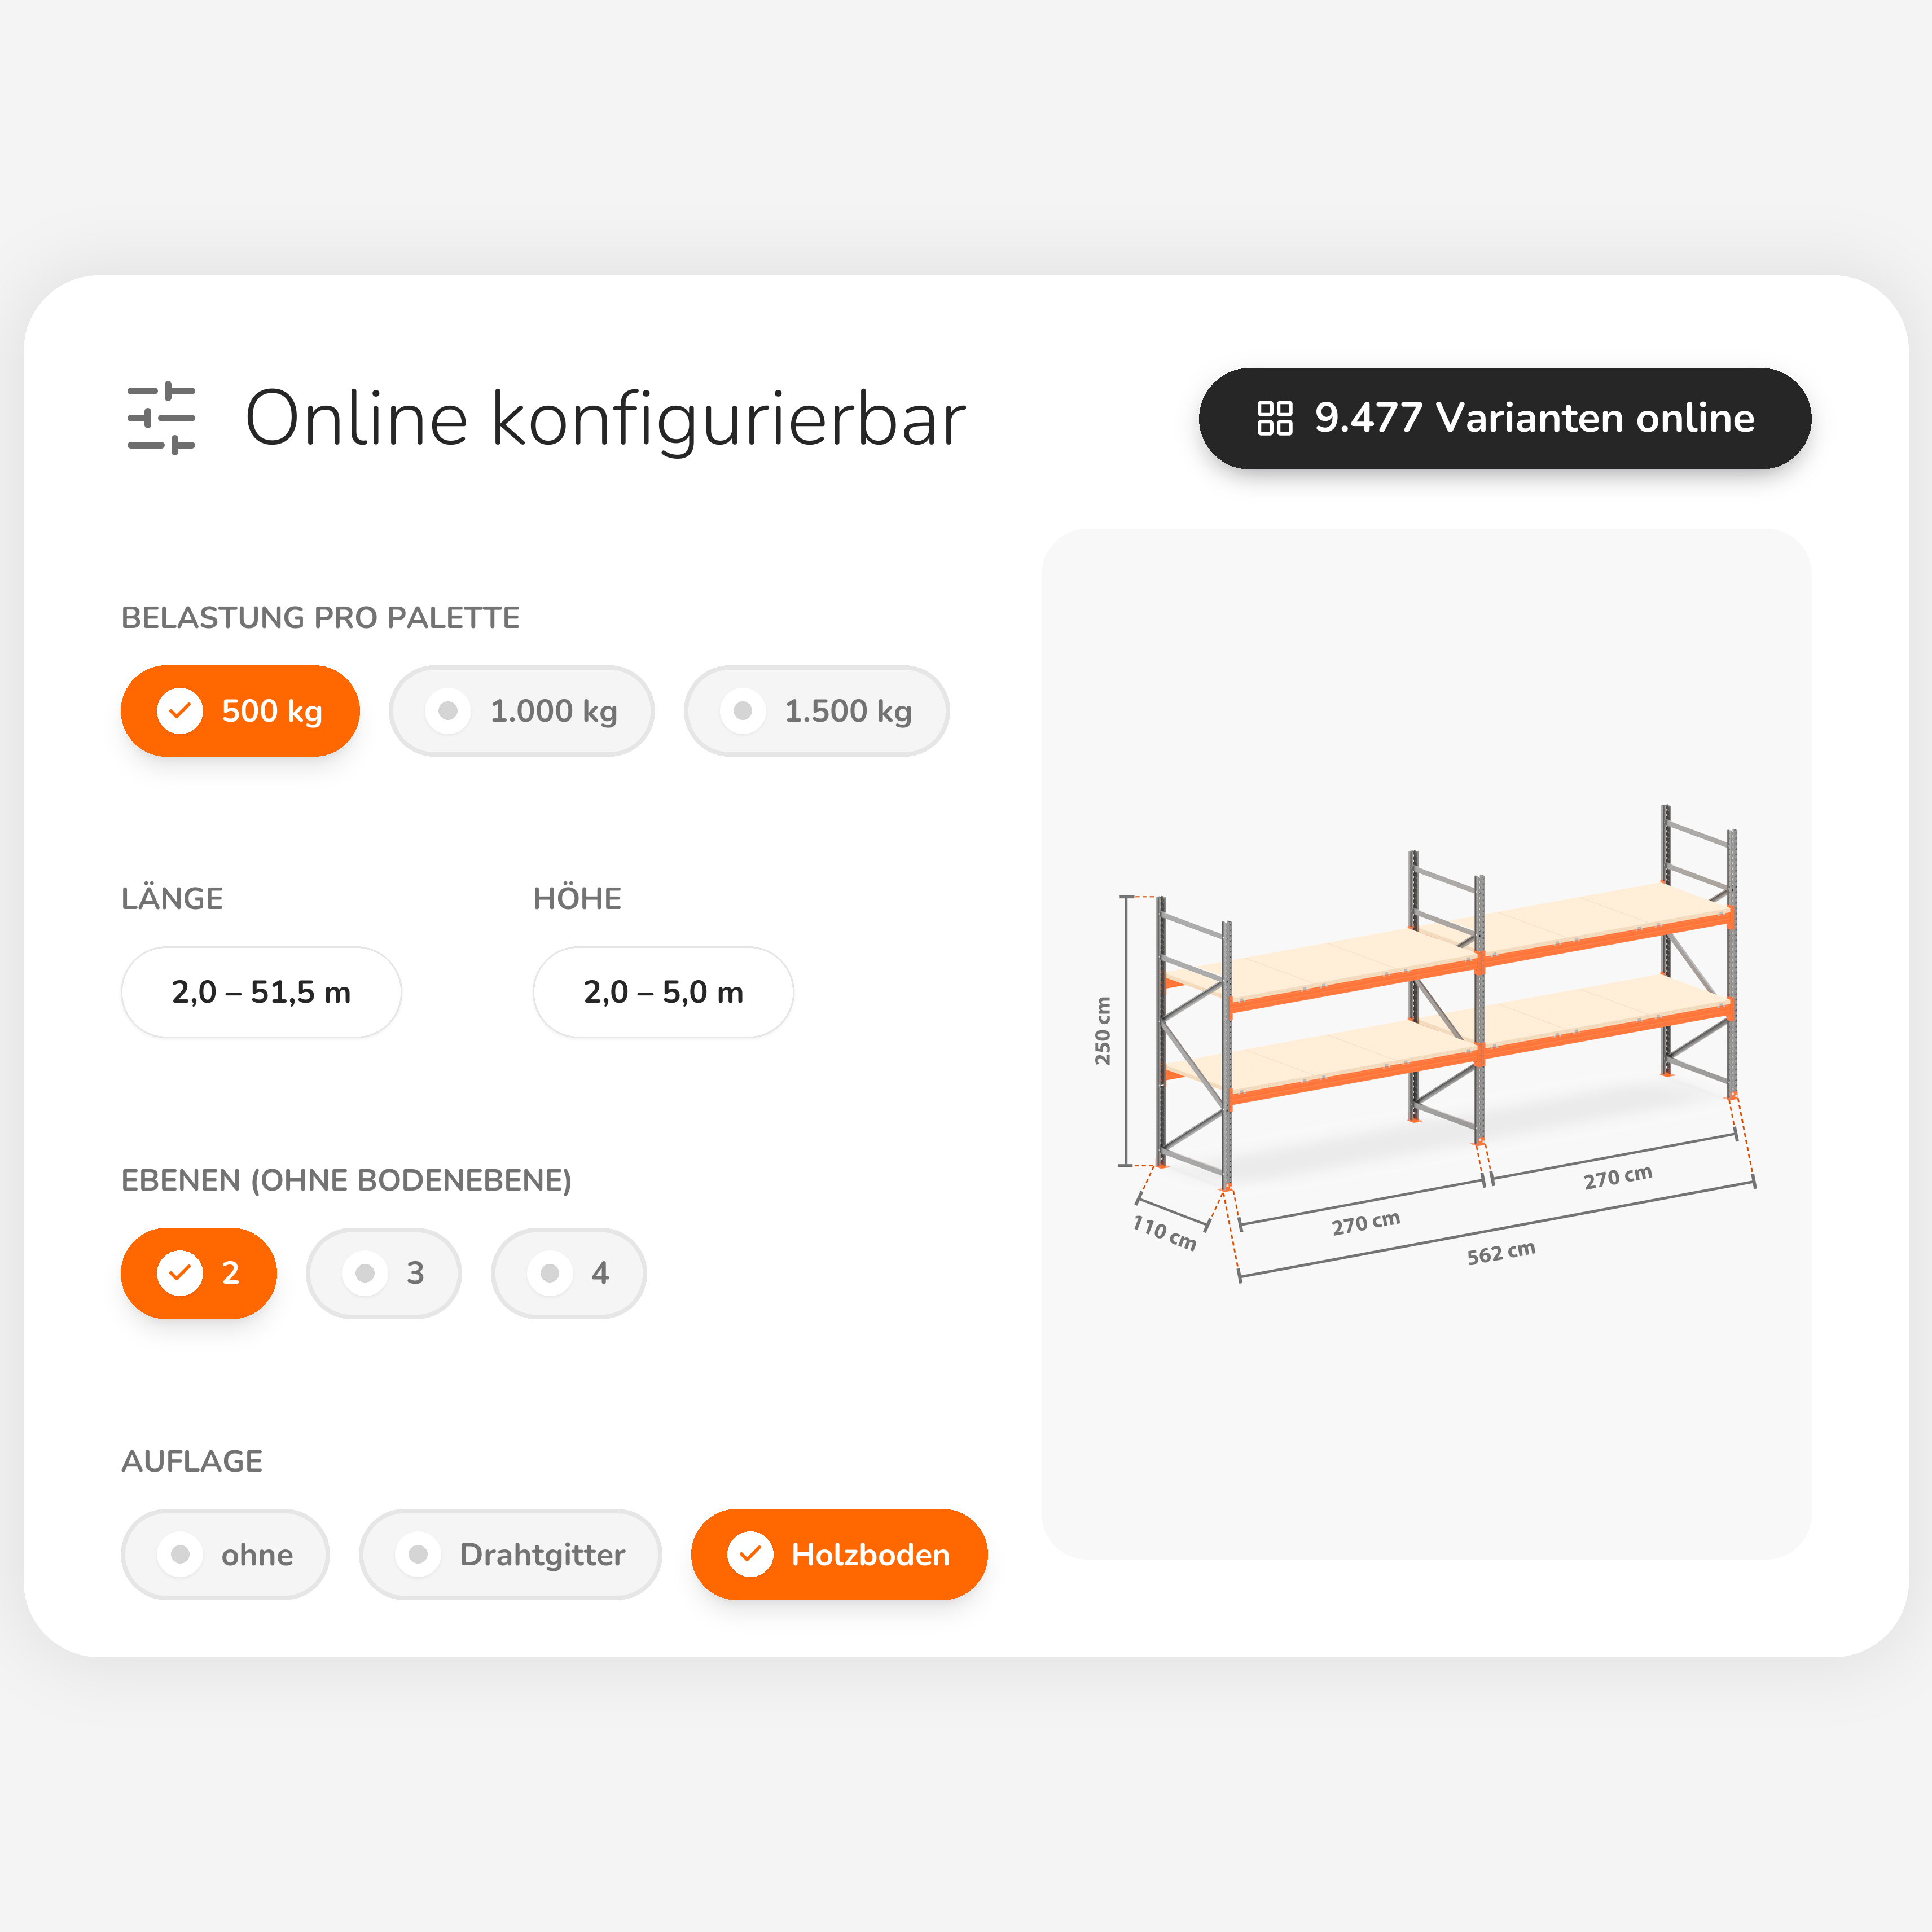 Online konfigurierbar
9.477 Varianten online
BELASTUNG PRO PALETTE
500 kg
1.000 kg
1.500 kg
LÄNGE
HÖHE
2,0 – 51,5 m
2,0 – 5,0 m
EBENEN (OHNE BODENEBENE)
2
3
4
AUFLAGE
ohne
Drahtgitter
Holzboden
250 cm
110 cm
270 cm
270 cm
562 cm